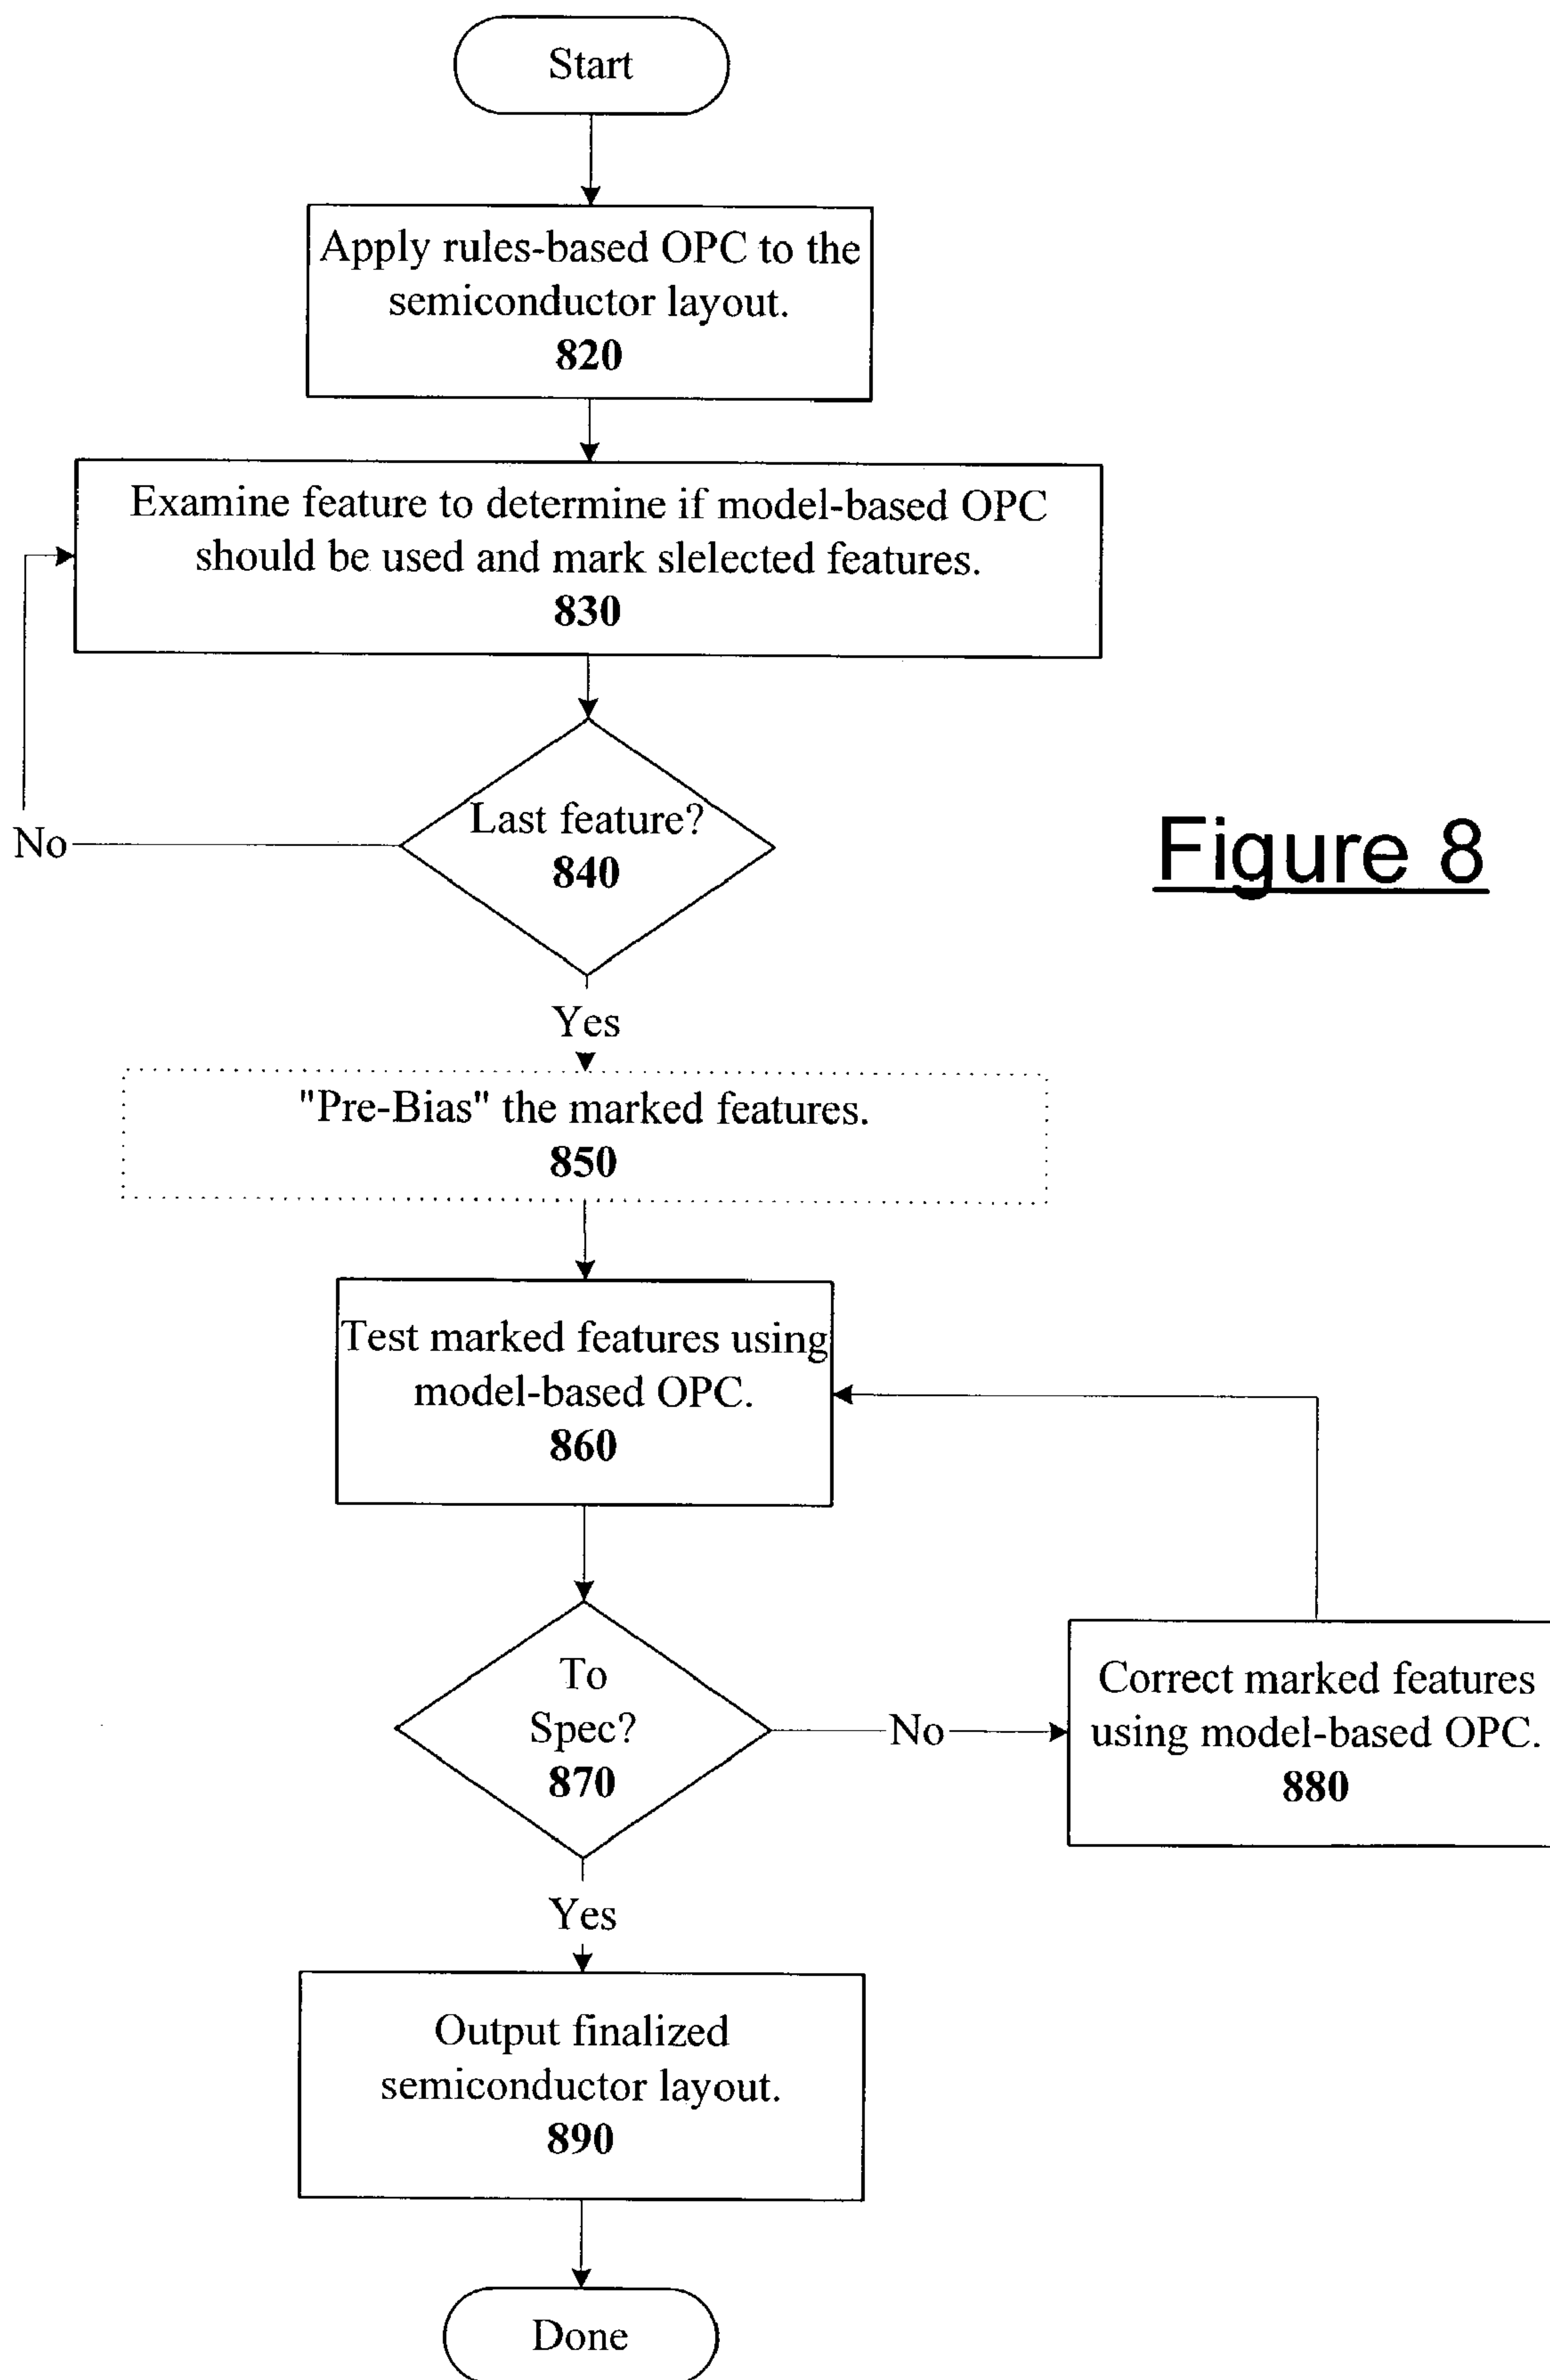 Start
Apply rules-based OPC to the
semiconductor layout.
820
Examine feature to determine if model-based OPC
should be used and mark slelected features.
830
Last feature?
840
No
Figure 8
Yes
"Pre-Bias" the marked features.
850
Test marked features using
model-based OPC.
860
To
Spec?
870
No
Correct marked features
using model-based OPC.
880
Yes
Output finalized
semiconductor layout.
890
Done